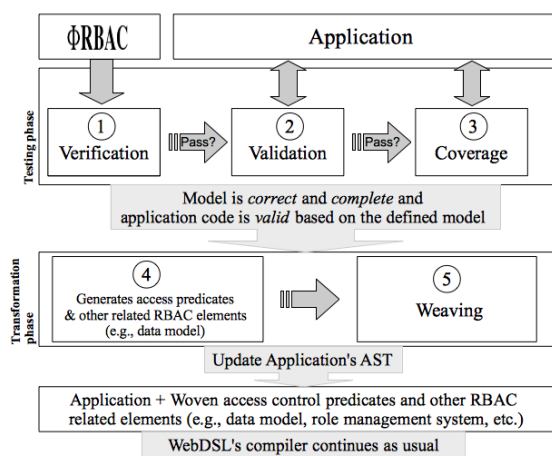 ΦRBAC
Application
Testing phase
1
Verification
Pass?
2
Validation
Pass?
3
Coverage
Model is correct and complete and
application code is valid based on the defined model
Transformation
phase
4
Generates access predicates
& other related RBAC elements
(e.g., data model)
5
Weaving
Update Application's AST
Application + Woven access control predicates and other RBAC
related elements (e.g., data model, role management system, etc.)
WebDSL's compiler continues as usual